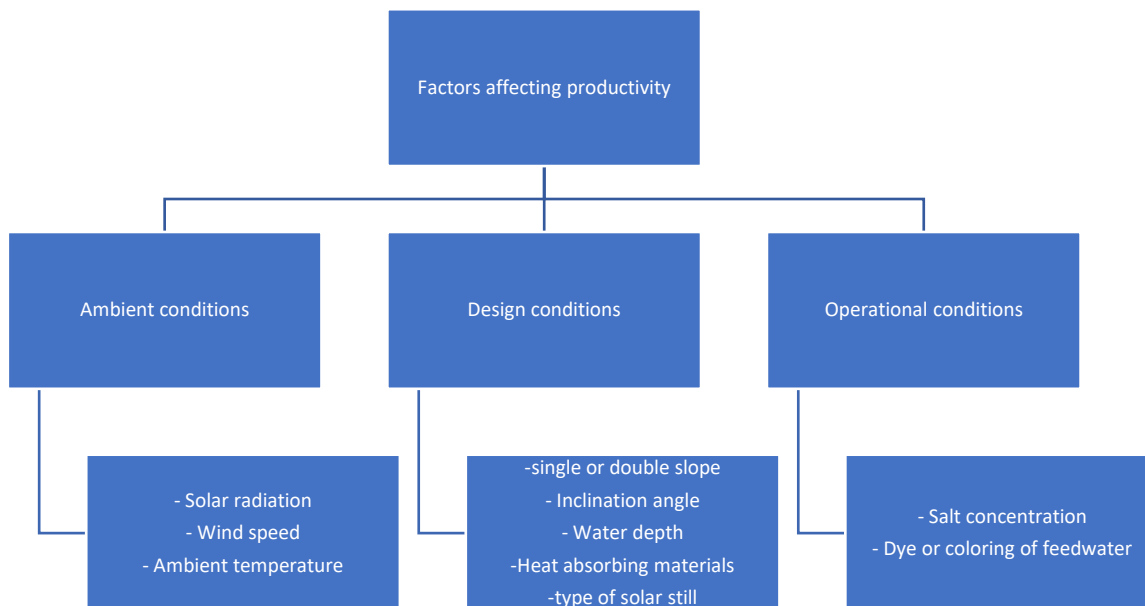 Factors affecting productivity
Ambient conditions
Design conditions
Operational conditions
- Solar radiation
- Wind speed
- Ambient temperature
-single or double slope
- Inclination angle
- Water depth
-Heat absorbing materials
-type of solar still
- Salt concentration
- Dye or coloring of feedwater